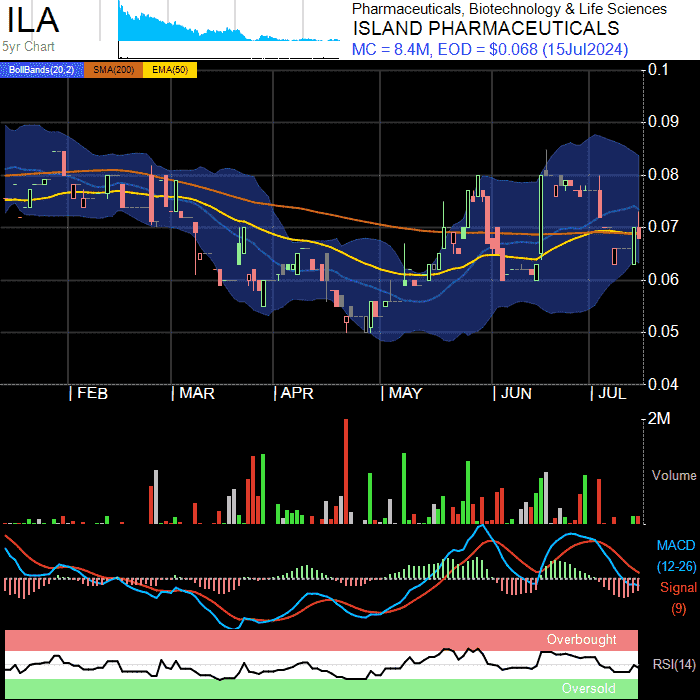 ILA
5yr Chart
Pharmaceuticals, Biotechnology & Life Sciences
ISLAND PHARMACEUTICALS
MC = 8.4M, EOD = $0.068 (15Jul2024)
BollBands(20,2) SMA(200) EMA(50)
0.1
0.09
0.08
0.07
0.06
0.05
0.04
| FEB | MAR | APR | MAY | JUN | JUL
2M
Volume
MACD
(12-26)
Signal
(9)
Overbought
RSI(14)
Oversold